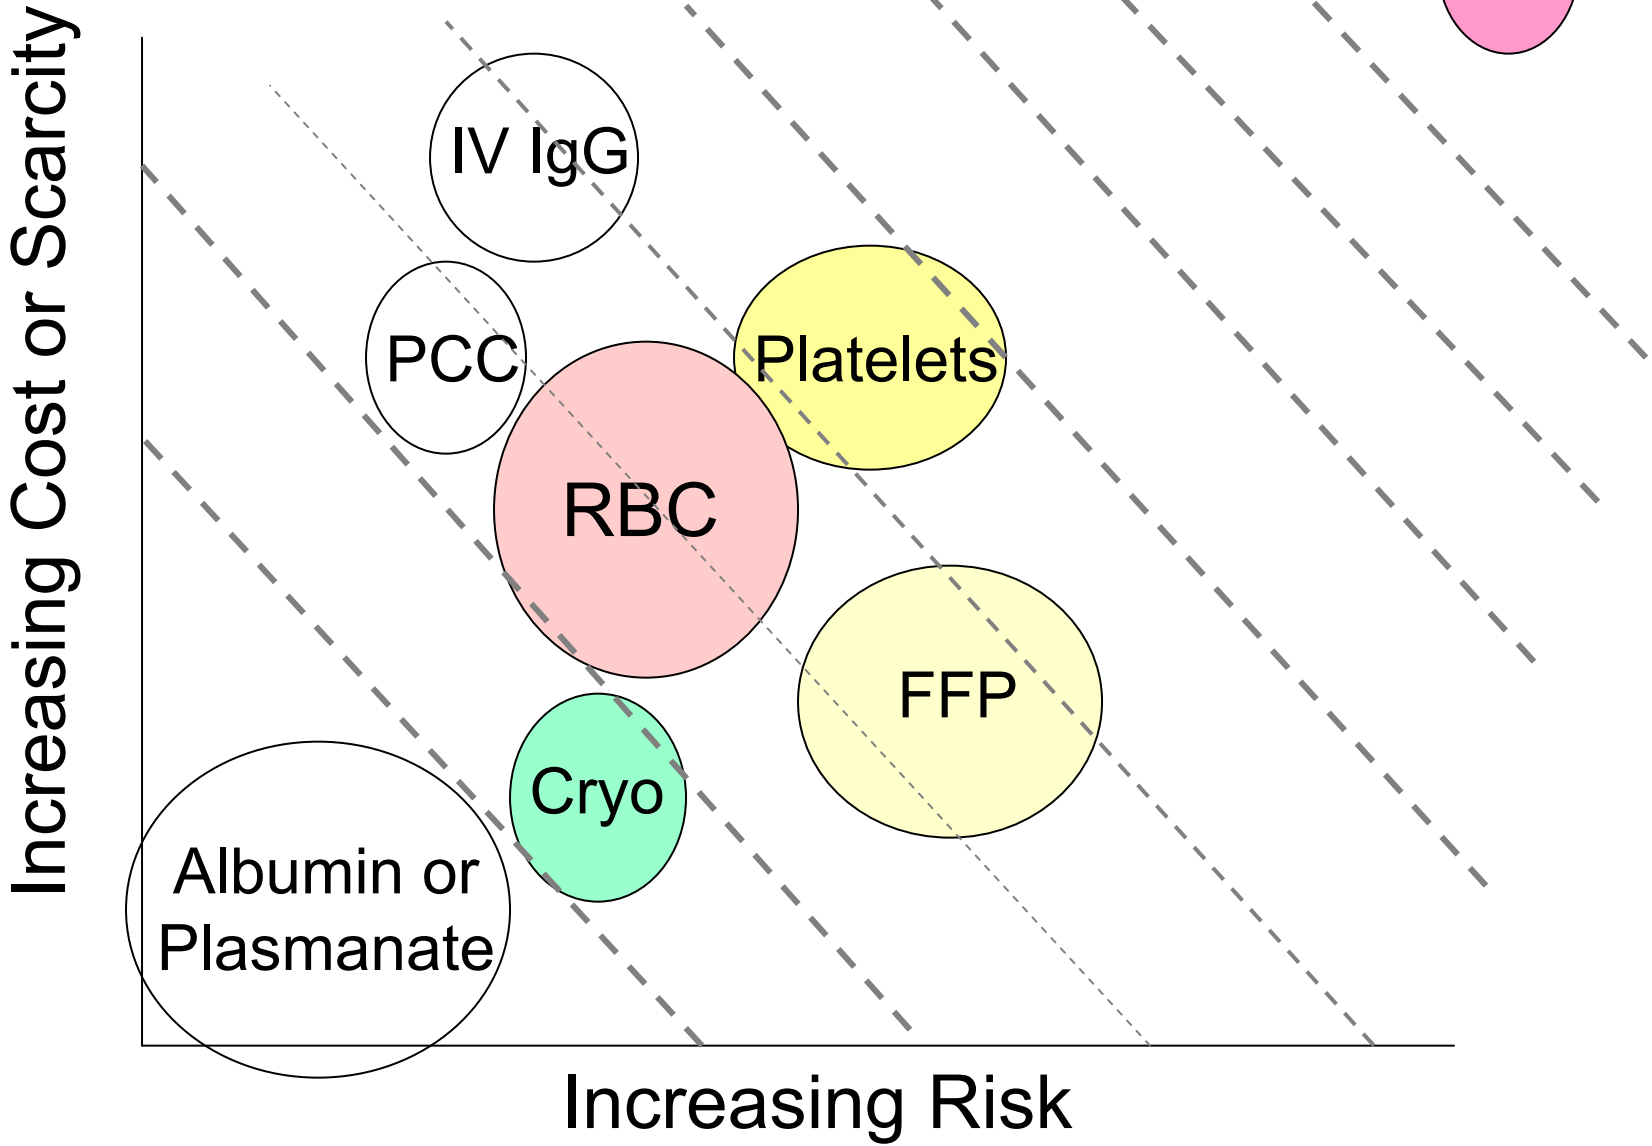 Increasing Cost or Scarcity
IV IgG
PCC
Platelets
RBC
FFP
Cryo
Albumin or
Plasmanate
Increasing Risk